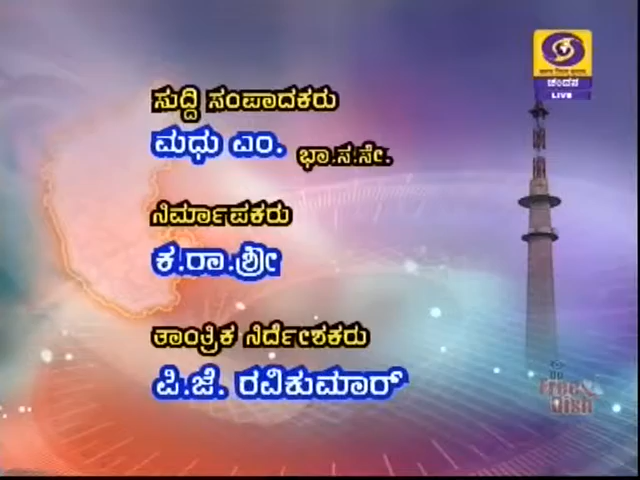 ಸುದ್ದಿ ಸಂಪಾದಕರು
ಮಧು ಎಂ. ಭಾ.ಸ.ಸೇ.
ನಿರ್ಮಾಪಕರು
ಕ.ರಾ.ಶ್ರೀ
ತಾಂತ್ರಿಕ ನಿರ್ದೇಶಕರು
ಪಿ.ಜೆ. ರವಿಕುಮಾರ್
ಚಂದನ
LIVE
DD
Free
Dish